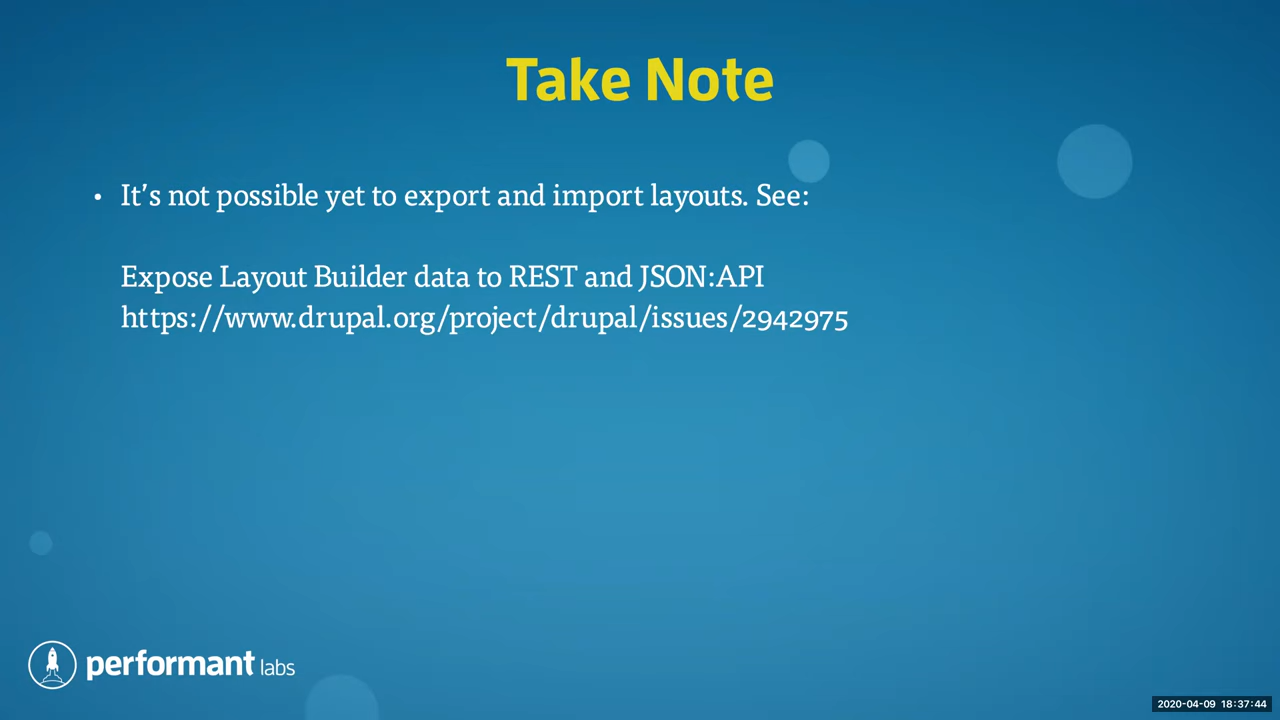 Take Note
• It's not possible yet to export and import layouts. See:
Expose Layout Builder data to REST and JSON:API
https://www.drupal.org/project/drupal/issues/2942975
performant labs
2020-04-09 18:37:44